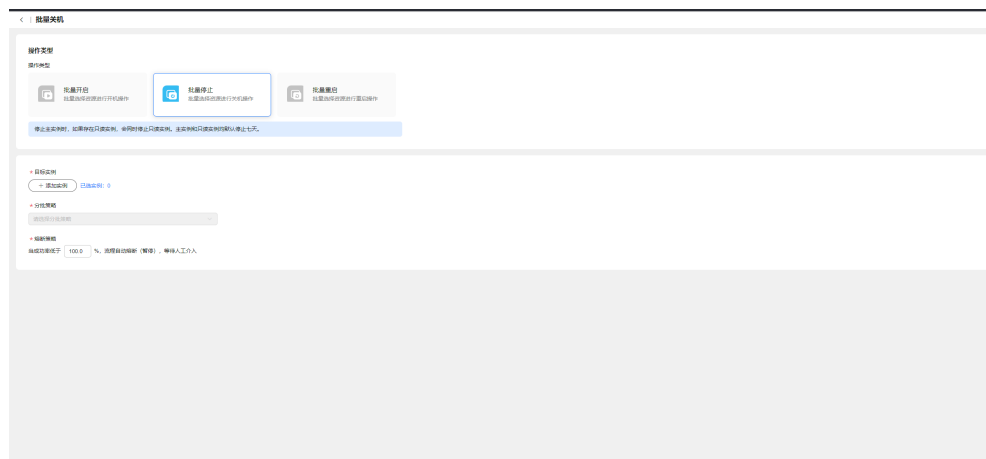 批量关机
操作类型
操作类型
批量开启
批量选择资源进行开机操作
批量停止
批量选择资源进行关机操作
批量重启
批量选择资源进行重启操作
停止主实例时，如果存在只读实例，会同时停止只读实例。主实例和只读实例均默认停止七天。
* 目标实例
+ 添加实例 已选实例：0
* 分批策略
请选择分批策略
* 熔断策略
当成功率低于 100.0 %，流程自动熔断（暂停），等待人工介入